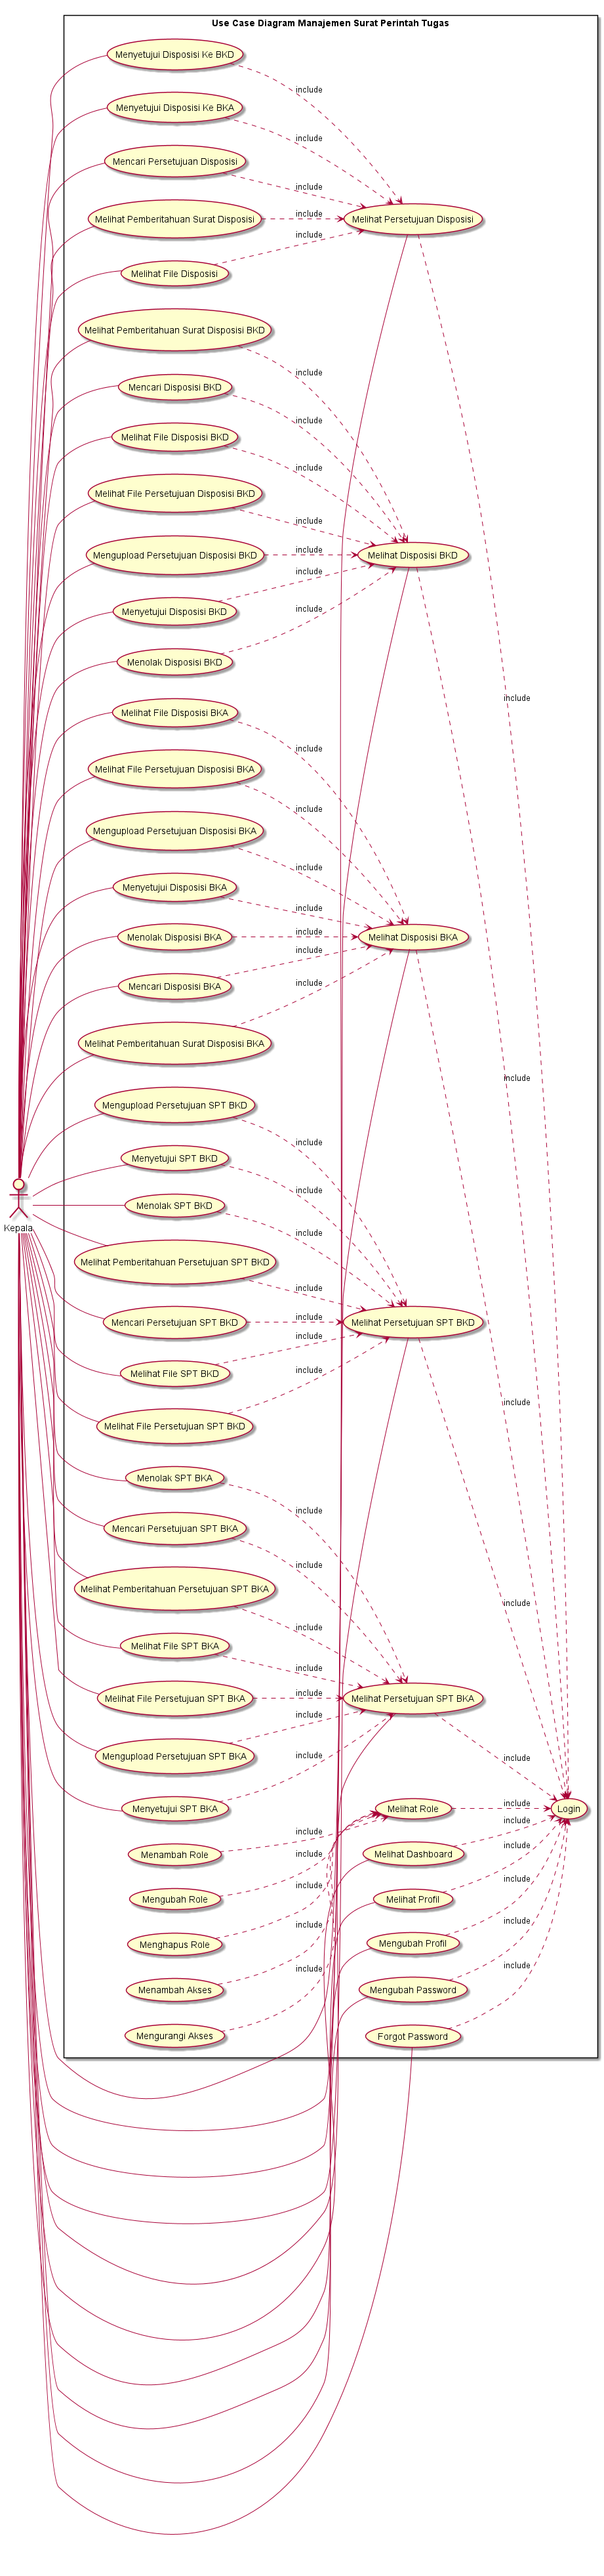 Use Case Diagram Manajemen Surat Perintah Tugas
Menyetujui Disposisi Ke BKD
include
Menyetujui Disposisi Ke BKA
include
Mencari Persetujuan Disposisi
include
Melihat Pemberitahuan Surat Disposisi
include
Melihat Persetujuan Disposisi
include
Melihat File Disposisi
Melihat Pemberitahuan Surat Disposisi BKD
include
Mencari Disposisi BKD
include
Melihat File Disposisi BKD
include
Melihat File Persetujuan Disposisi BKD
include
Mengupload Persetujuan Disposisi BKD
include
Melihat Disposisi BKD
include
Menyetujui Disposisi BKD
include
Menolak Disposisi BKD
include
Melihat File Disposisi BKA
include
Melihat File Persetujuan Disposisi BKA
include
Mengupload Persetujuan Disposisi BKA
include
Menyetujui Disposisi BKA
include
Menolak Disposisi BKA
include
Melihat Disposisi BKA
include
Mencari Disposisi BKA
include
Melihat Pemberitahuan Surat Disposisi BKA
include
Mengupload Persetujuan SPT BKD
include
Menyetujui SPT BKD
include
Menolak SPT BKD
include
Kepala
Melihat Pemberitahuan Persetujuan SPT BKD
include
Mencari Persetujuan SPT BKD
include
Melihat Persetujuan SPT BKD
include
Melihat File SPT BKD
include
Melihat File Persetujuan SPT BKD
include
Menolak SPT BKA
include
Mencari Persetujuan SPT BKA
include
Melihat Pemberitahuan Persetujuan SPT BKA
include
include
Melihat File SPT BKA
include
Melihat File Persetujuan SPT BKA
include
Melihat Persetujuan SPT BKA
include
Mengupload Persetujuan SPT BKA
include
include
Menyetujui SPT BKA
Melihat Role
include
Login
include
Menambah Role
include
Melihat Dashboard
include
include
Mengubah Role
Melihat Profil
include
include
Menghapus Role
Mengubah Profil
include
include
Menambah Akses
Mengubah Password
include
include
Mengurangi Akses
Forgot Password